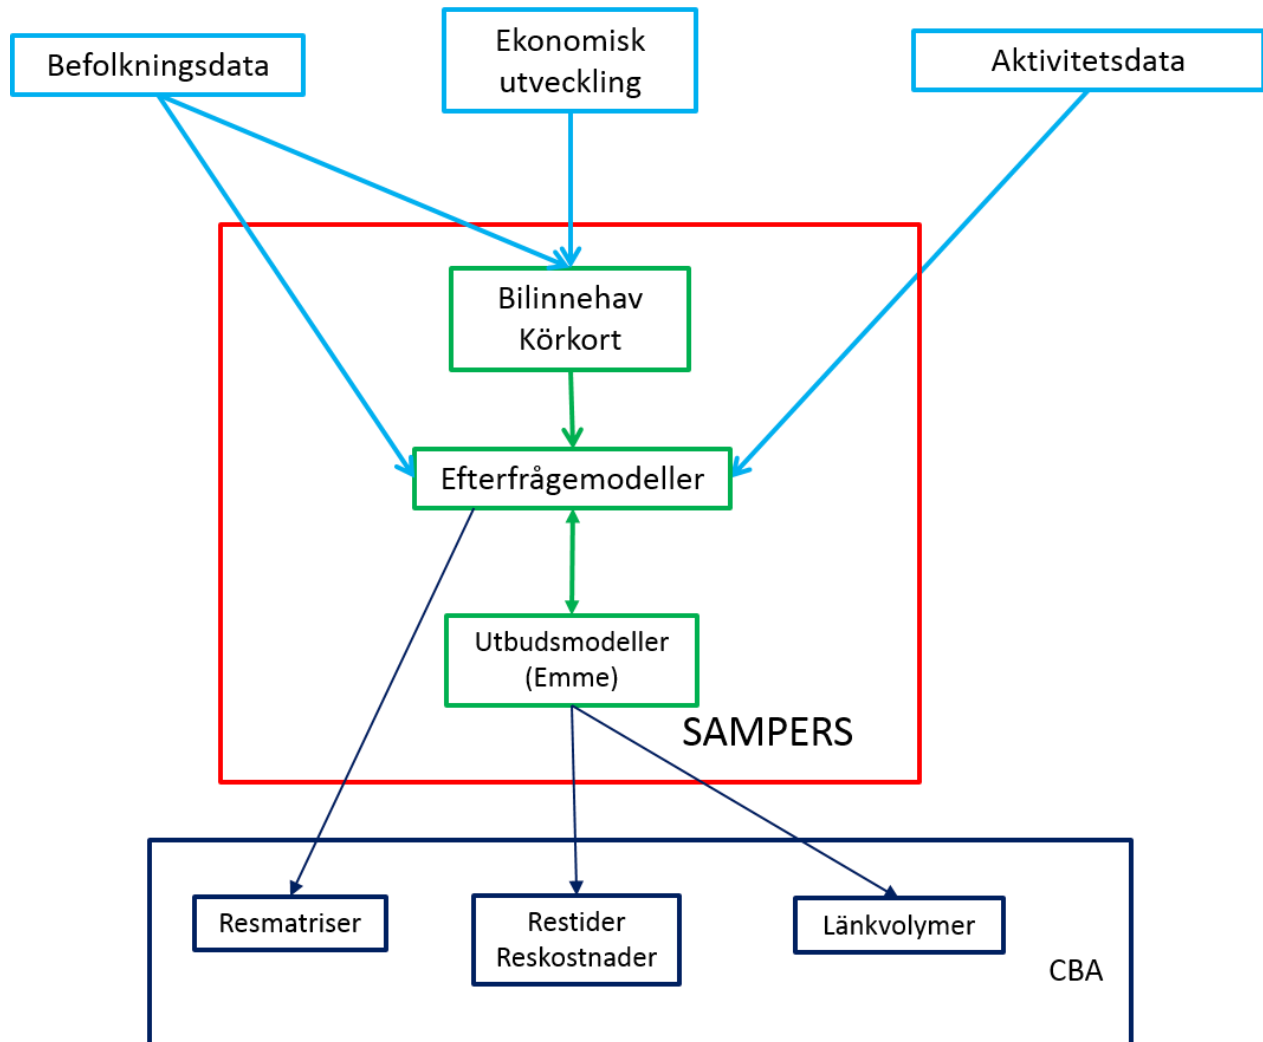 Befolkningsdata
Ekonomisk
utveckling
Aktivitetsdata
Bilinnehav
Körkort
Efterfrågemodeller
Utbudsmodeller
(Emme)
SAMPERS
Resmatriser
Restider
Reskostnader
Länkvolymer
CBA